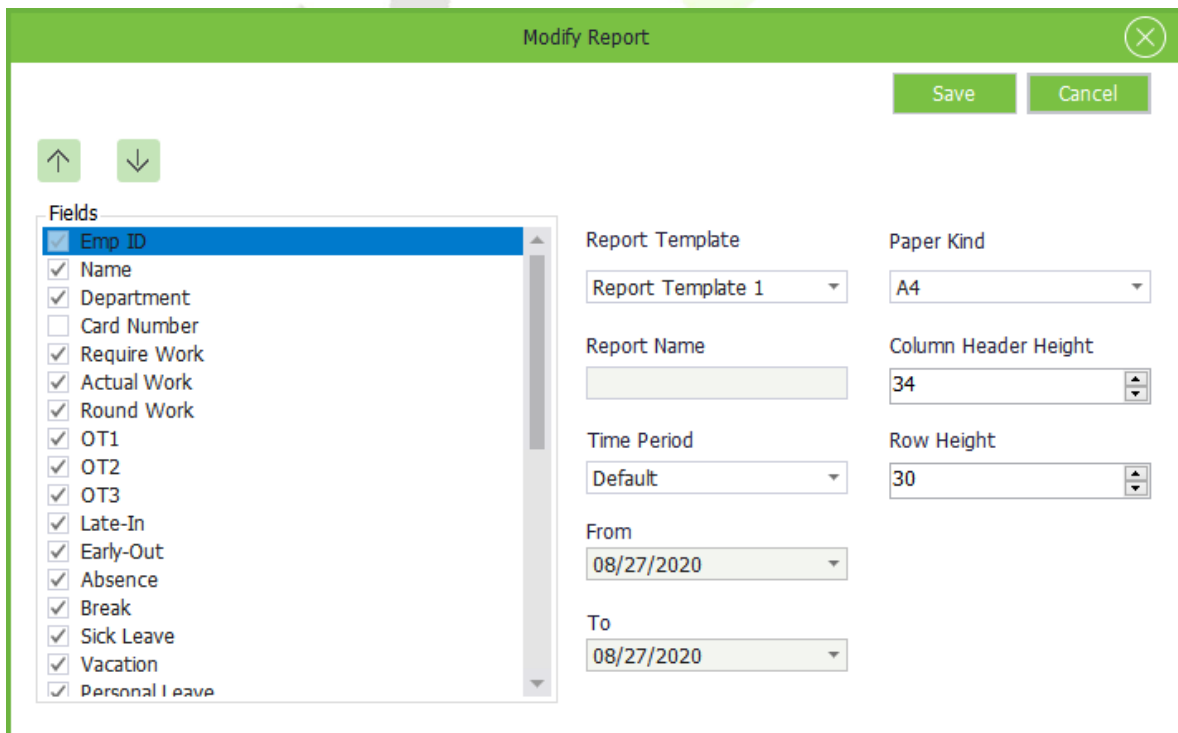 Modify Report
Save
Cancel
Fields
Emp ID
Name
Department
Card Number
Require Work
Actual Work
Round Work
OT1
OT2
OT3
Late-In
Early-Out
Absence
Break
Sick Leave
Vacation
Personal Leave
Report Template
Report Template 1
Report Name
Time Period
Default
From
08/27/2020
To
08/27/2020
Paper Kind
A4
Column Header Height
34
Row Height
30